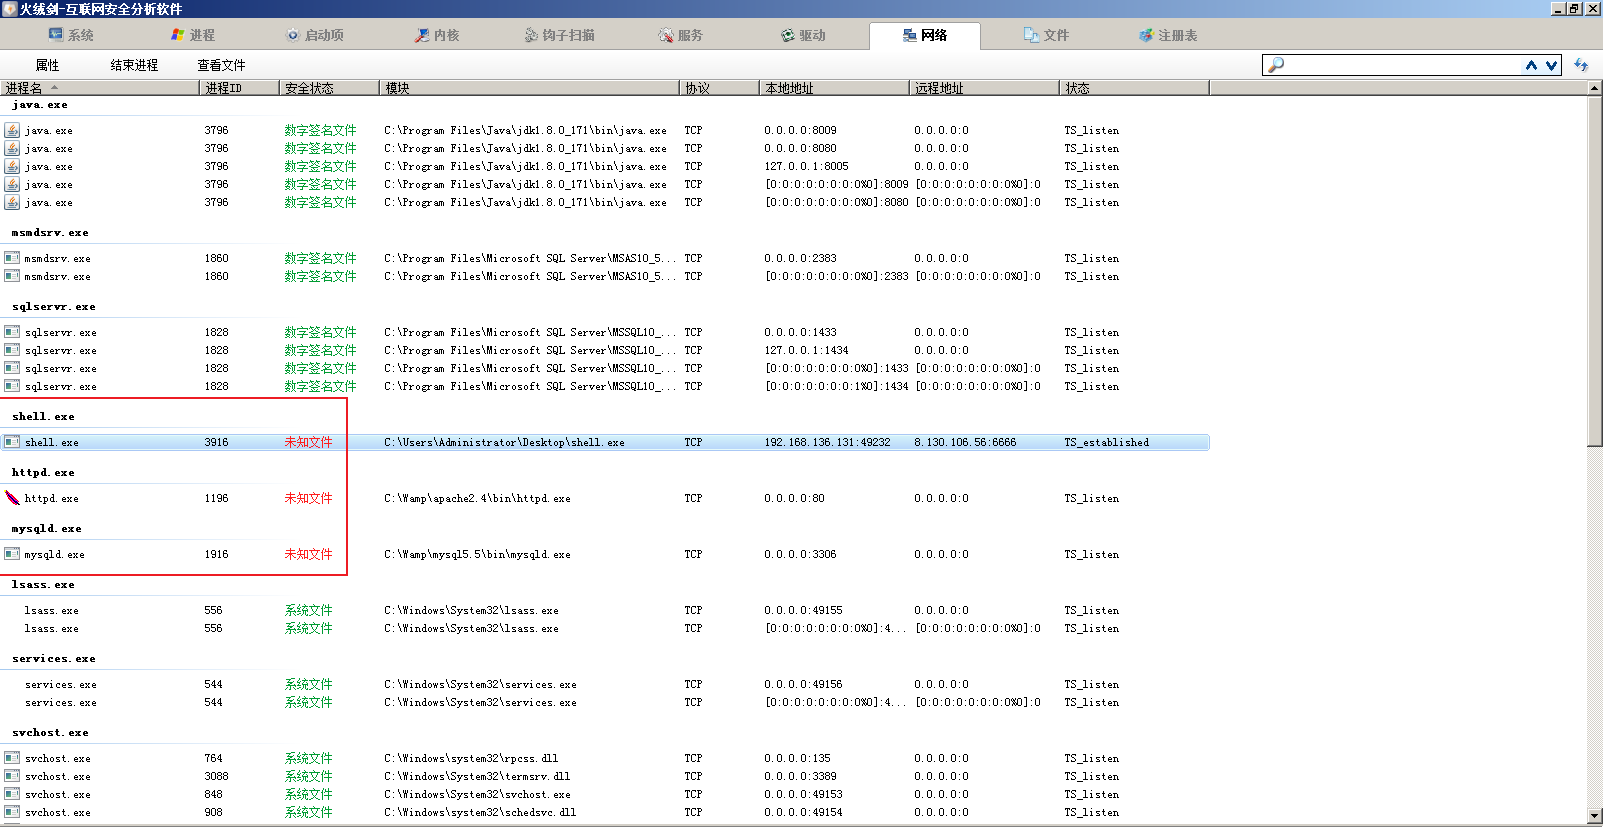 火绒剑-互联网安全分析软件
系统 进程 启动项 内核 钩子扫描 服务 驱动 网络 文件 注册表
属性 结束进程 查看文件
进程名 进程ID 安全状态 模块 协议 本地地址 远程地址 状态
java.exe
java.exe 3796 数字签名文件 C:\Program Files\Java\jdk1.8.0_171\bin\java.exe TCP 0.0.0.0:8009 0.0.0.0:0 TS_listen
java.exe 3796 数字签名文件 C:\Program Files\Java\jdk1.8.0_171\bin\java.exe TCP 0.0.0.0:8080 0.0.0.0:0 TS_listen
java.exe 3796 数字签名文件 C:\Program Files\Java\jdk1.8.0_171\bin\java.exe TCP 127.0.0.1:8005 0.0.0.0:0 TS_listen
java.exe 3796 数字签名文件 C:\Program Files\Java\jdk1.8.0_171\bin\java.exe TCP [0:0:0:0:0:0:0:0%0]:8009 [0:0:0:0:0:0:0:0%0]:0 TS_listen
java.exe 3796 数字签名文件 C:\Program Files\Java\jdk1.8.0_171\bin\java.exe TCP [0:0:0:0:0:0:0:0%0]:8080 [0:0:0:0:0:0:0:0%0]:0 TS_listen
msmdsrv.exe
msmdsrv.exe 1860 数字签名文件 C:\Program Files\Microsoft SQL Server\MSAS10_5... TCP 0.0.0.0:2383 0.0.0.0:0 TS_listen
msmdsrv.exe 1860 数字签名文件 C:\Program Files\Microsoft SQL Server\MSAS10_5... TCP [0:0:0:0:0:0:0:0%0]:2383 [0:0:0:0:0:0:0:0%0]:0 TS_listen
sqlservr.exe
sqlservr.exe 1828 数字签名文件 C:\Program Files\Microsoft SQL Server\MSSQL10_... TCP 0.0.0.0:1433 0.0.0.0:0 TS_listen
sqlservr.exe 1828 数字签名文件 C:\Program Files\Microsoft SQL Server\MSSQL10_... TCP 127.0.0.1:1434 0.0.0.0:0 TS_listen
sqlservr.exe 1828 数字签名文件 C:\Program Files\Microsoft SQL Server\MSSQL10_... TCP [0:0:0:0:0:0:0:0%0]:1433 [0:0:0:0:0:0:0:0%0]:0 TS_listen
sqlservr.exe 1828 数字签名文件 C:\Program Files\Microsoft SQL Server\MSSQL10_... TCP [0:0:0:0:0:0:0:1%0]:1434 [0:0:0:0:0:0:0:0%0]:0 TS_listen
shell.exe
shell.exe 3916 未知文件 C:\Users\Administrator\Desktop\shell.exe TCP 192.168.136.131:49232 8.130.106.56:6666 TS_established
httpd.exe
httpd.exe 1196 未知文件 C:\Wamp\apache2.4\bin\httpd.exe TCP 0.0.0.0:80 0.0.0.0:0 TS_listen
mysqld.exe
mysqld.exe 1916 未知文件 C:\Wamp\mysql5.5\bin\mysqld.exe TCP 0.0.0.0:3306 0.0.0.0:0 TS_listen
lsass.exe
lsass.exe 556 系统文件 C:\Windows\System32\lsass.exe TCP 0.0.0.0:49155 0.0.0.0:0 TS_listen
lsass.exe 556 系统文件 C:\Windows\System32\lsass.exe TCP [0:0:0:0:0:0:0:0%0]:4... [0:0:0:0:0:0:0:0%0]:0 TS_listen
services.exe
services.exe 544 系统文件 C:\Windows\System32\services.exe TCP 0.0.0.0:49156 0.0.0.0:0 TS_listen
services.exe 544 系统文件 C:\Windows\System32\services.exe TCP [0:0:0:0:0:0:0:0%0]:4... [0:0:0:0:0:0:0:0%0]:0 TS_listen
svchost.exe
svchost.exe 764 系统文件 C:\Windows\system32\rpcss.dll TCP 0.0.0.0:135 0.0.0.0:0 TS_listen
svchost.exe 3088 系统文件 C:\Windows\System32\termsrv.dll TCP 0.0.0.0:3389 0.0.0.0:0 TS_listen
svchost.exe 848 系统文件 C:\Windows\System32\svchost.exe TCP 0.0.0.0:49153 0.0.0.0:0 TS_listen
svchost.exe 908 系统文件 C:\Windows\system32\schedsvc.dll TCP 0.0.0.0:49154 0.0.0.0:0 TS_listen